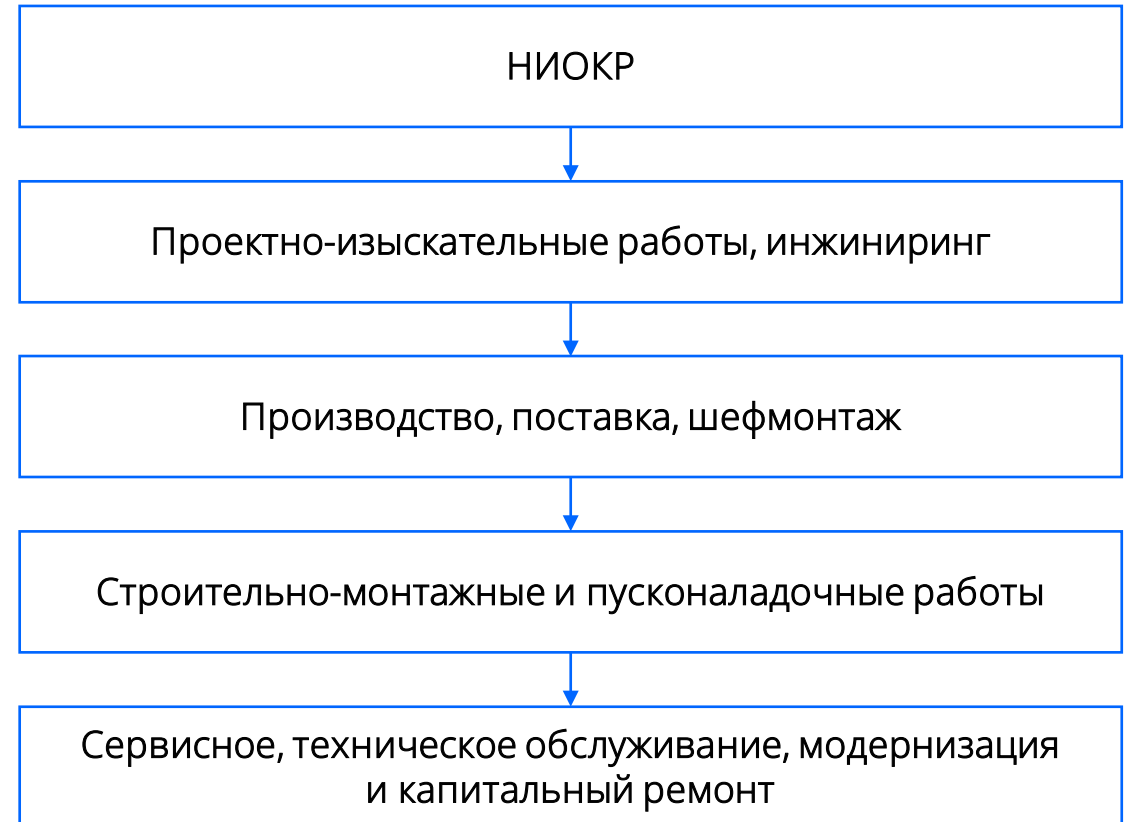 НИОКР
Проектно-изыскательные работы, инжиниринг
Производство, поставка, шефмонтаж
Строительно-монтажные и пусконаладочные работы
Сервисное, техническое обслуживание, модернизация
и капитальный ремонт